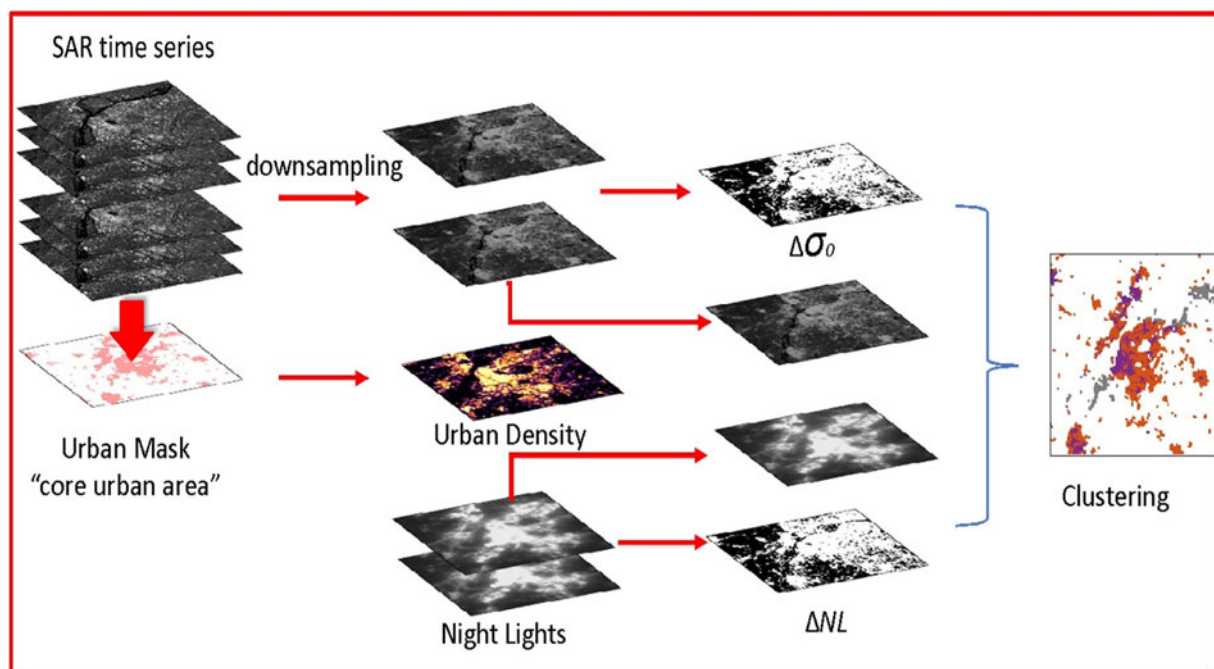 SAR time series
downsampling
Δσ₀
Urban Mask
“core urban area”
Urban Density
Clustering
Night Lights
ΔNL